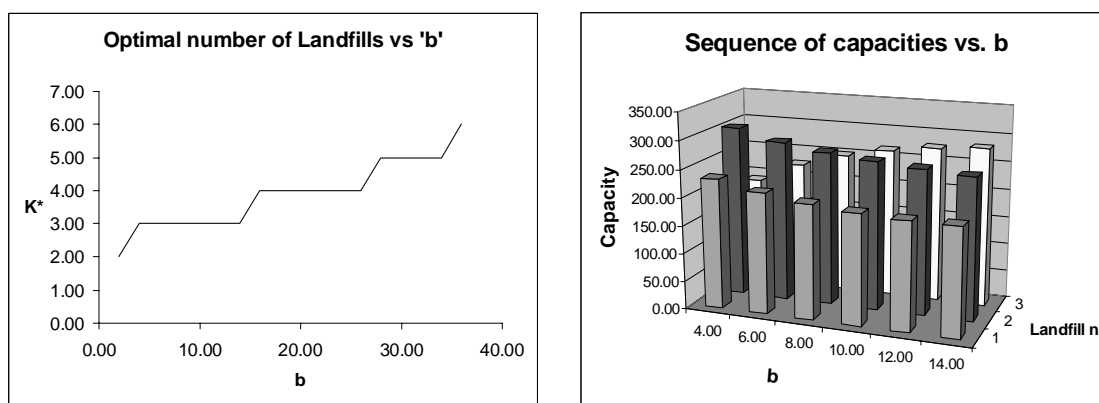 Optimal number of Landfills vs 'b'
7.00
6.00
5.00
4.00
3.00
2.00
1.00
0.00
K*
0.00 10.00 20.00 30.00 40.00
b
Sequence of capacities vs. b
350.00
300.00
250.00
200.00
150.00
100.00
50.00
0.00
Capacity
4.00 6.00 8.00 10.00 12.00 14.00
b
3
2
1
Landfill n